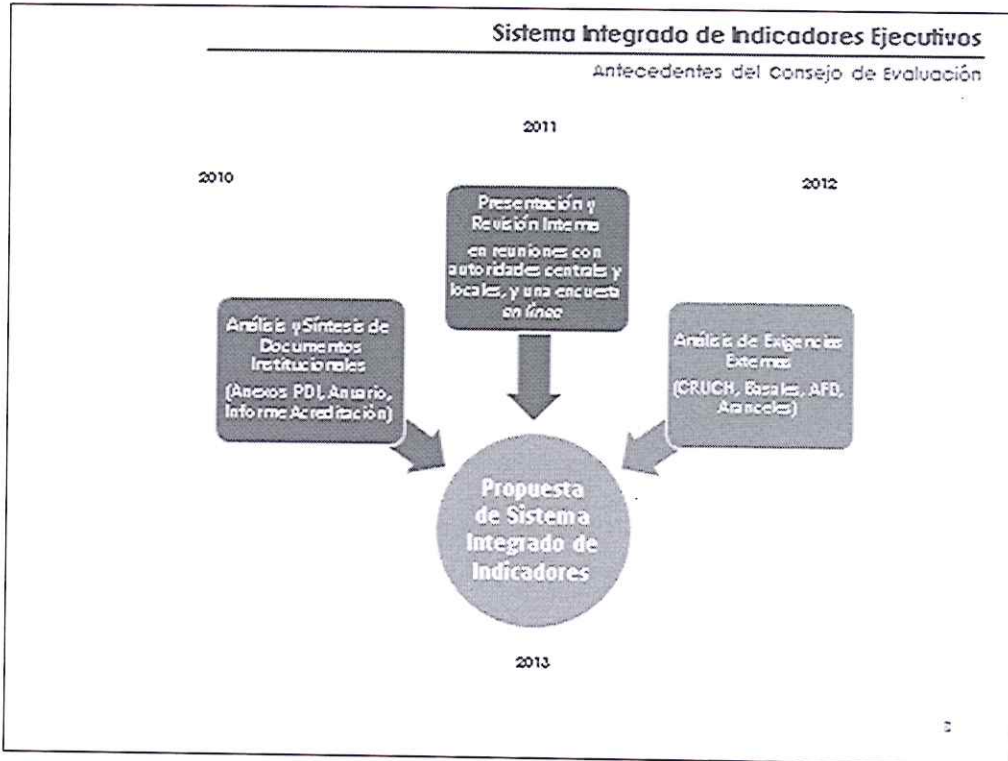 Sistema Integrado de Indicadores Ejecutivos
Antecedentes del Consejo de Evaluación
2011
2010
2012
Presentación y
Revisión Interna
en reuniones con
autoridades centrales y
locales, y una encuesta
en línea
Análisis y Síntesis de
Documentos
Institucionales
(Anexos PDI, Anuario,
Informe Acreditación)
Análisis de Exigencias
Externas
(CRUCH, Basales, AFD,
Aranceles)
Propuesta
de Sistema
Integrado de
Indicadores
2013